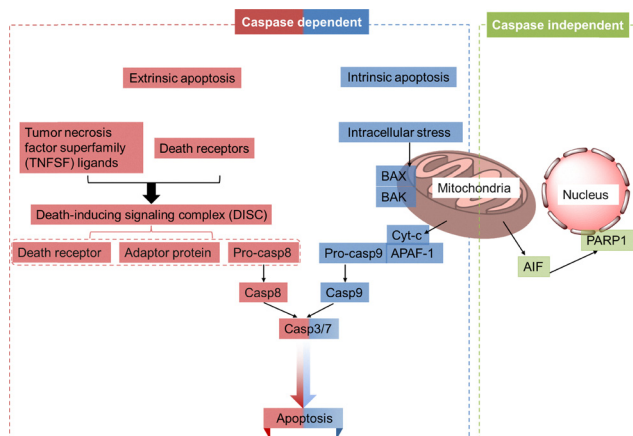 Caspase dependent
Caspase independent
Extrinsic apoptosis
Intrinsic apoptosis
Tumor necrosis
factor superfamily
(TNFSF) ligands
Death receptors
Intracellular stress
BAX
BAK
Mitochondria
Nucleus
Death-inducing signaling complex (DISC)
Cyt-c
PARP1
Death receptor
Adaptor protein
Pro-casp8
Pro-casp9
APAF-1
AIF
Casp8
Casp9
Casp3/7
Apoptosis